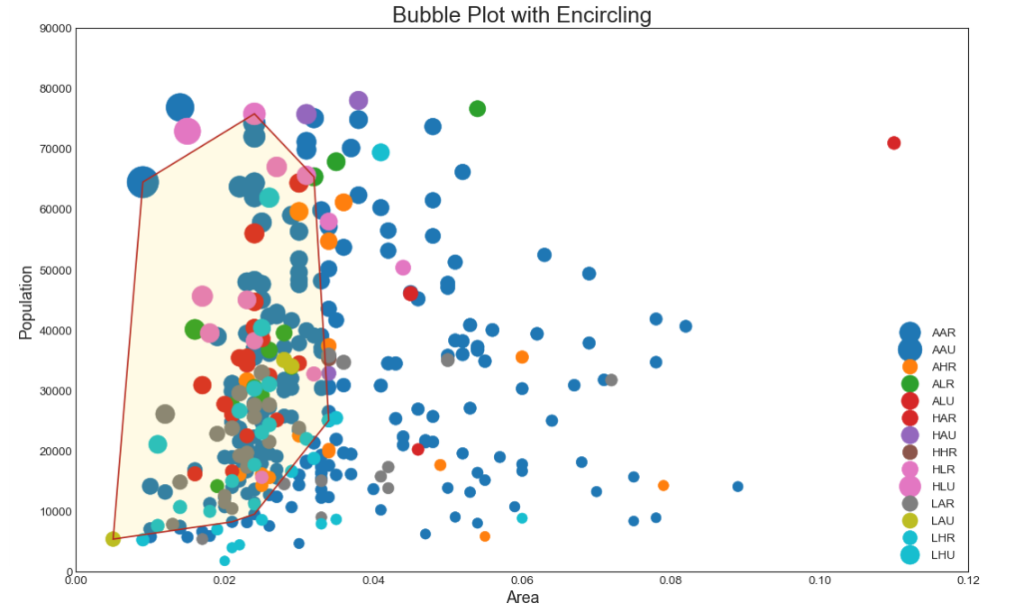 Bubble Plot with Encircling
90000
80000
70000
60000
50000
40000
30000
20000
10000
0
Population
0.00 0.02 0.04 0.06 0.08 0.10 0.12
Area
AAR
AAU
AHR
ALR
ALU
HAR
HAU
HHR
HLR
HLU
LAR
LAU
LHR
LHU